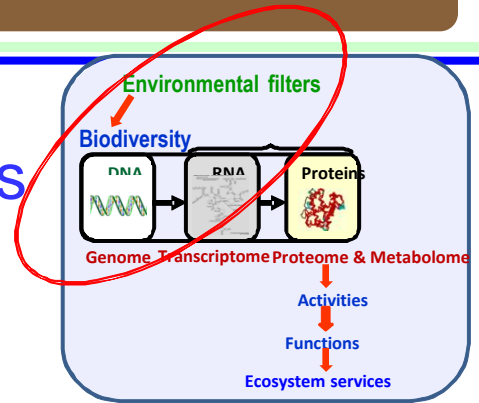 Environmental filters
Biodiversity
s
DNA
RNA
Proteins
Genome Transcriptome Proteome & Metabolome
Activities
Functions
Ecosystem services